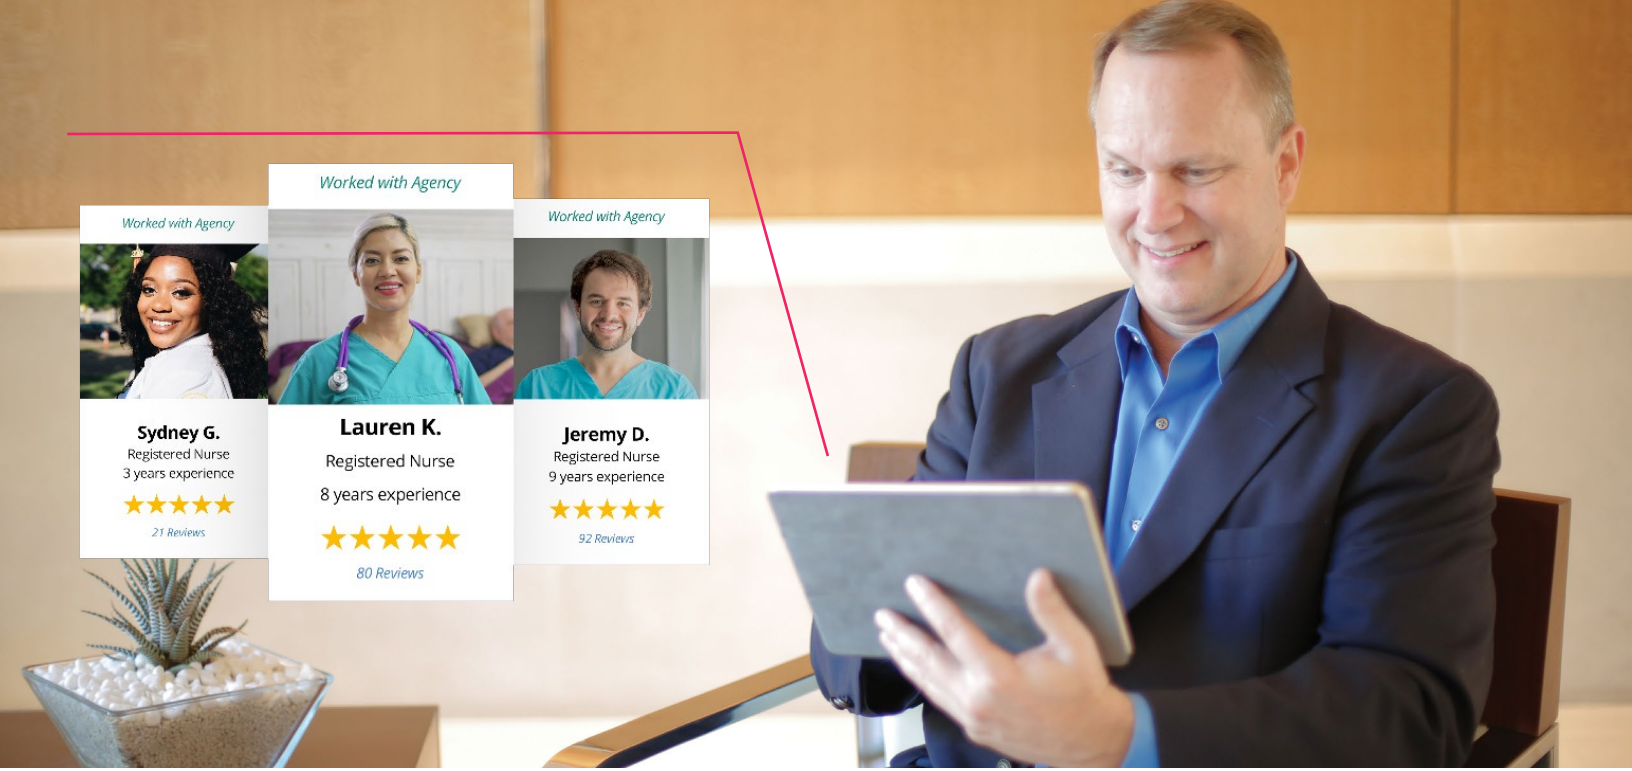 Worked with Agency
Sydney G.
Registered Nurse
3 years experience
21 Reviews
Worked with Agency
Lauren K.
Registered Nurse
8 years experience
80 Reviews
Worked with Agency
Jeremy D.
Registered Nurse
9 years experience
92 Reviews